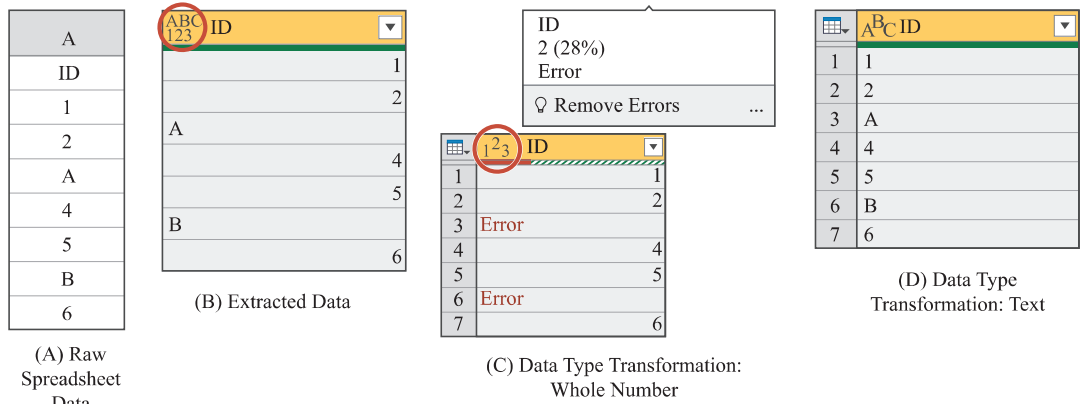 A
ID
1
2
A
4
5
B
6
(A) Raw
Spreadsheet
Data
ABC
123 ID
1
2
A
4
5
B
6
(B) Extracted Data
ID
2 (28%)
Error
Remove Errors ...
123 ID
1 1
2 2
3 Error
4 4
5 5
6 Error
7 6
(C) Data Type Transformation:
Whole Number
ABC ID
1 1
2 2
3 A
4 4
5 5
6 B
7 6
(D) Data Type
Transformation: Text